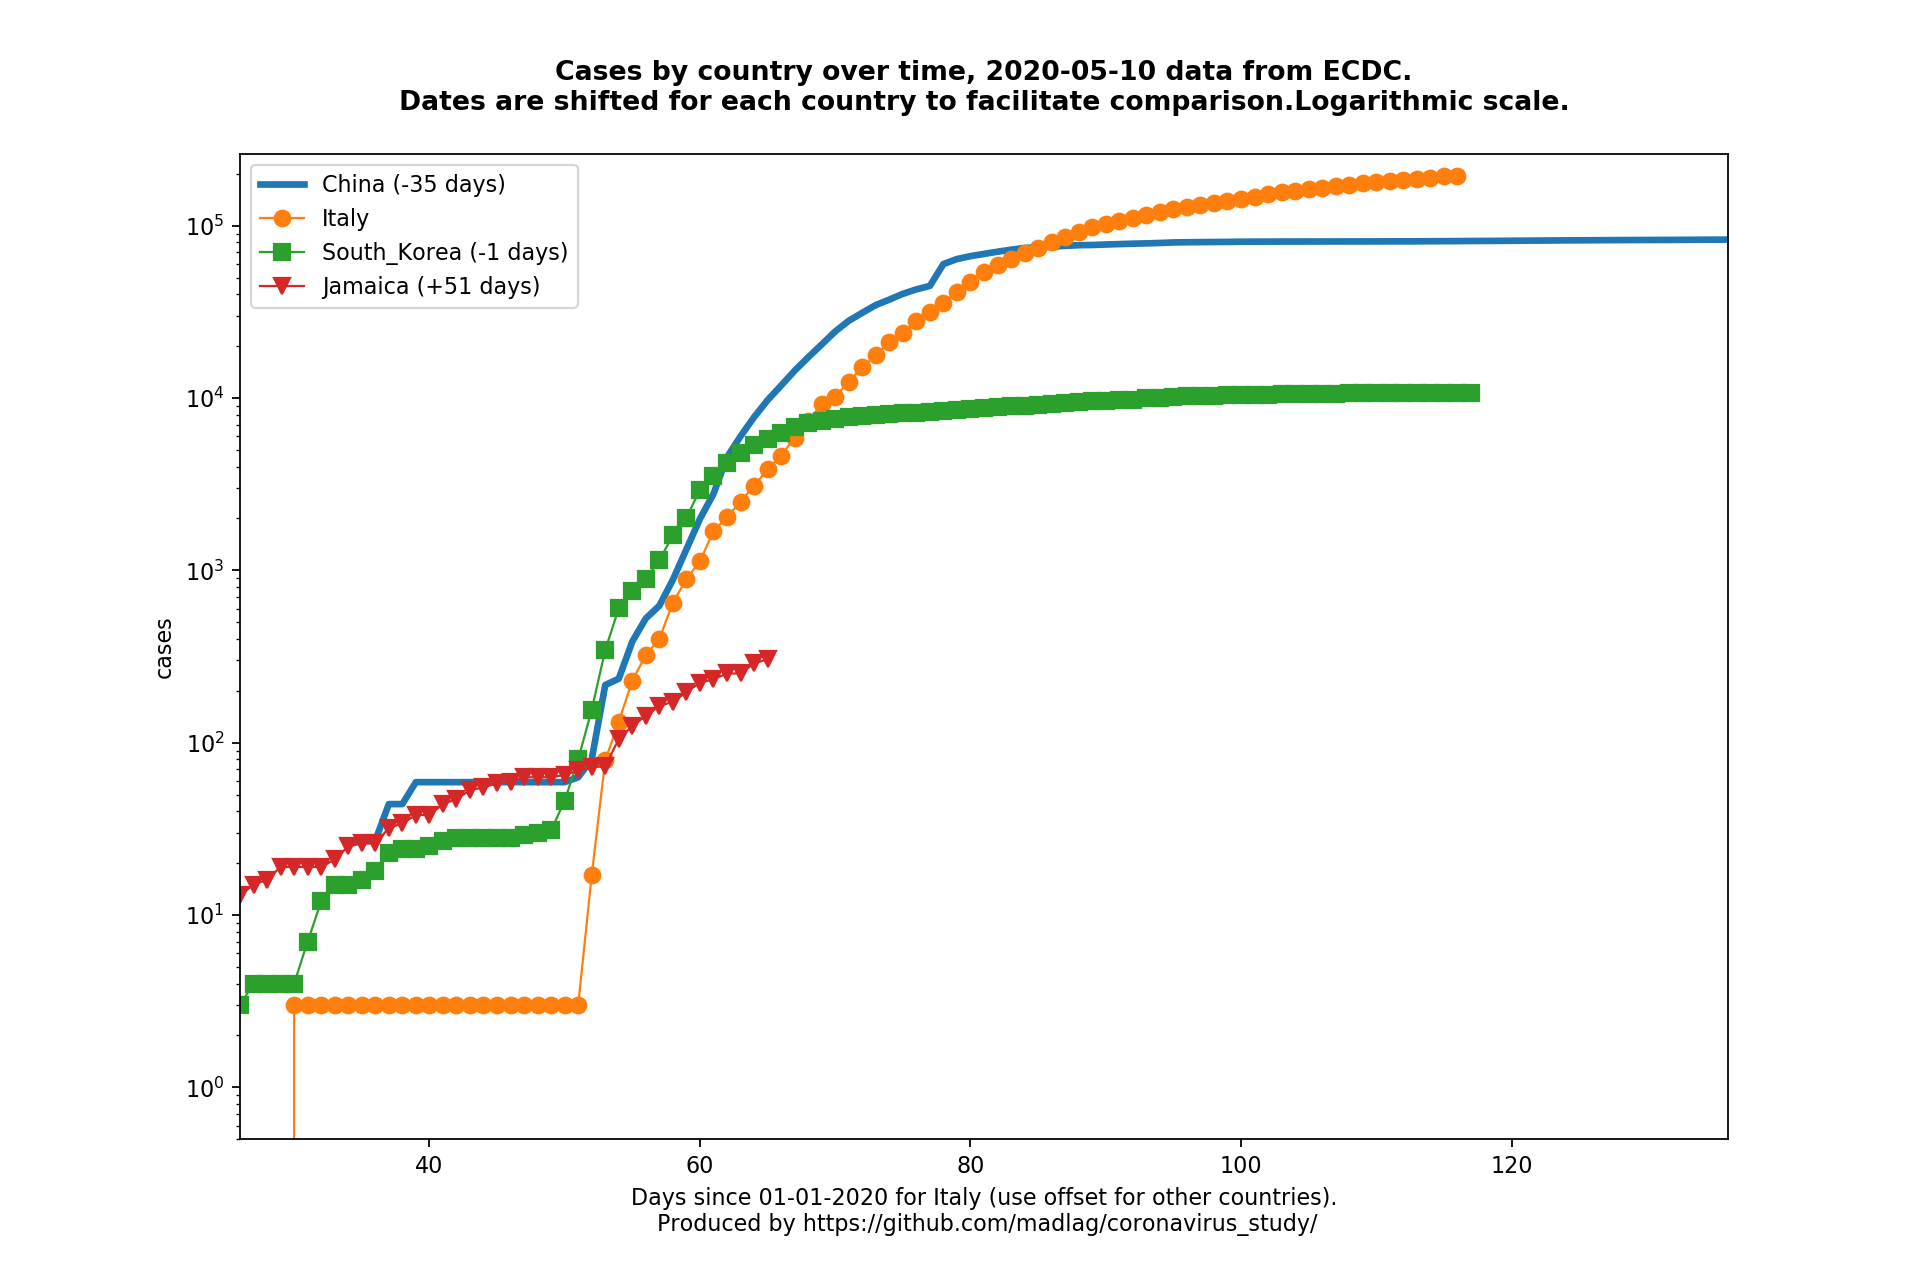 Cases by country over time, 2020-05-10 data from ECDC.
Dates are shifted for each country to facilitate comparison.Logarithmic scale.
China (-35 days)
Italy
South_Korea (-1 days)
Jamaica (+51 days)
10^5
10^4
10^3
10^2
10^1
10^0
cases
40 60 80 100 120
Days since 01-01-2020 for Italy (use offset for other countries).
Produced by https://github.com/madlag/coronavirus_study/